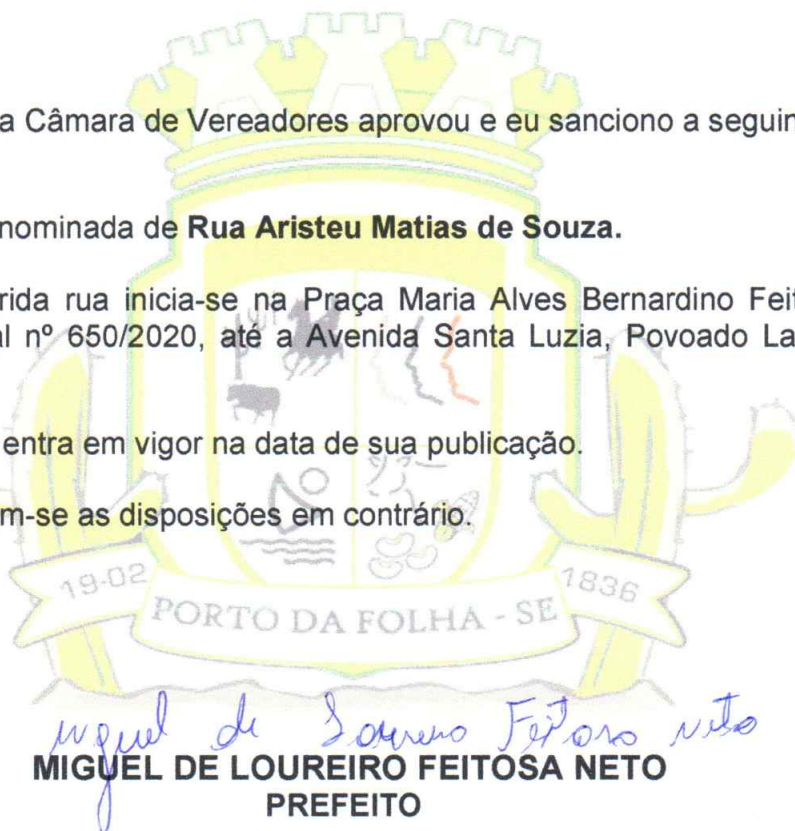 a Câmara de Vereadores aprovou e eu sanciono a seguin
nominada de Rua Aristeu Matias de Souza.
rida rua inicia-se na Praça Maria Alves Bernardino Feit
al nº 650/2020, até a Avenida Santa Luzia, Povoado La
entra em vigor na data de sua publicação.
m-se as disposições em contrário.
19-02
1836
PORTO DA FOLHA - SE
Miguel de Loureiro Feitosa Neto
MIGUEL DE LOUREIRO FEITOSA NETO
PREFEITO